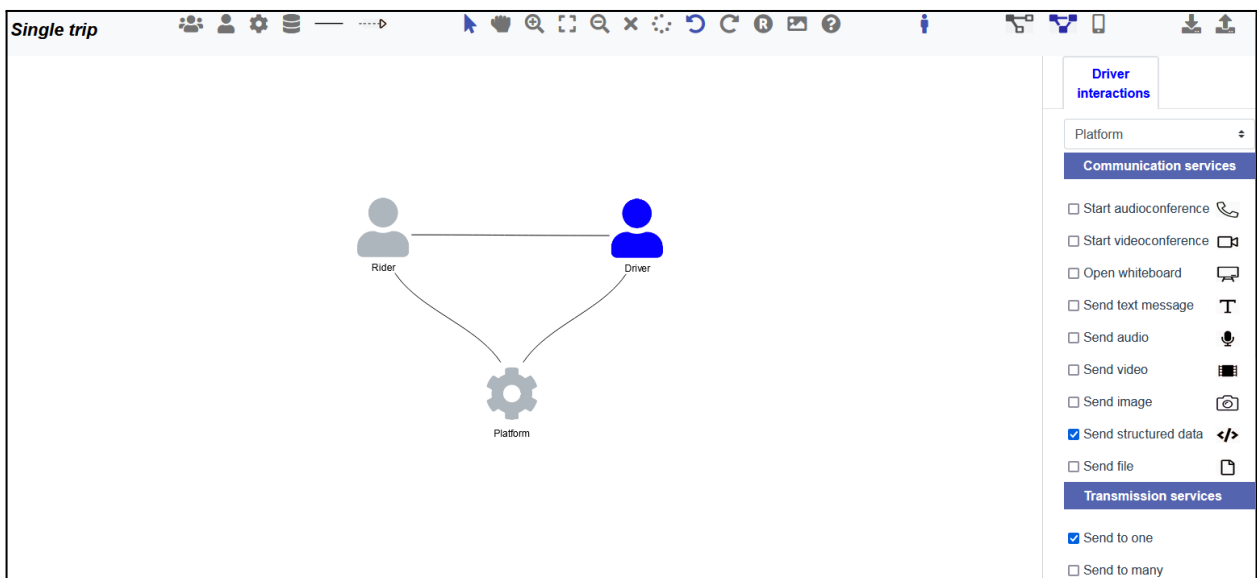 Single trip
Driver
interactions
Platform
Communication services
Start audioconference
Start videoconference
Open whiteboard
Send text message
Send audio
Send video
Send image
Send structured data
Send file
Transmission services
Send to one
Send to many
Rider
Driver
Platform